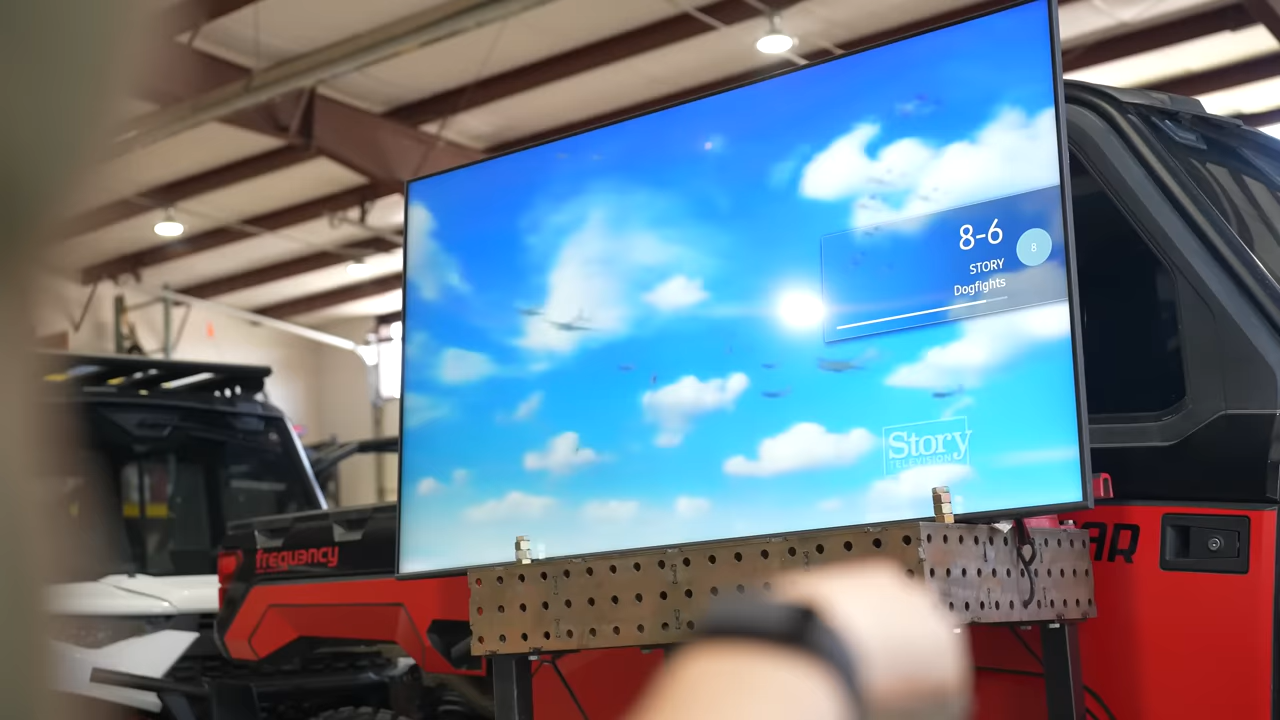 8-6
8
STORY
Dogfights
Story
TELEVISION
frequency
AR